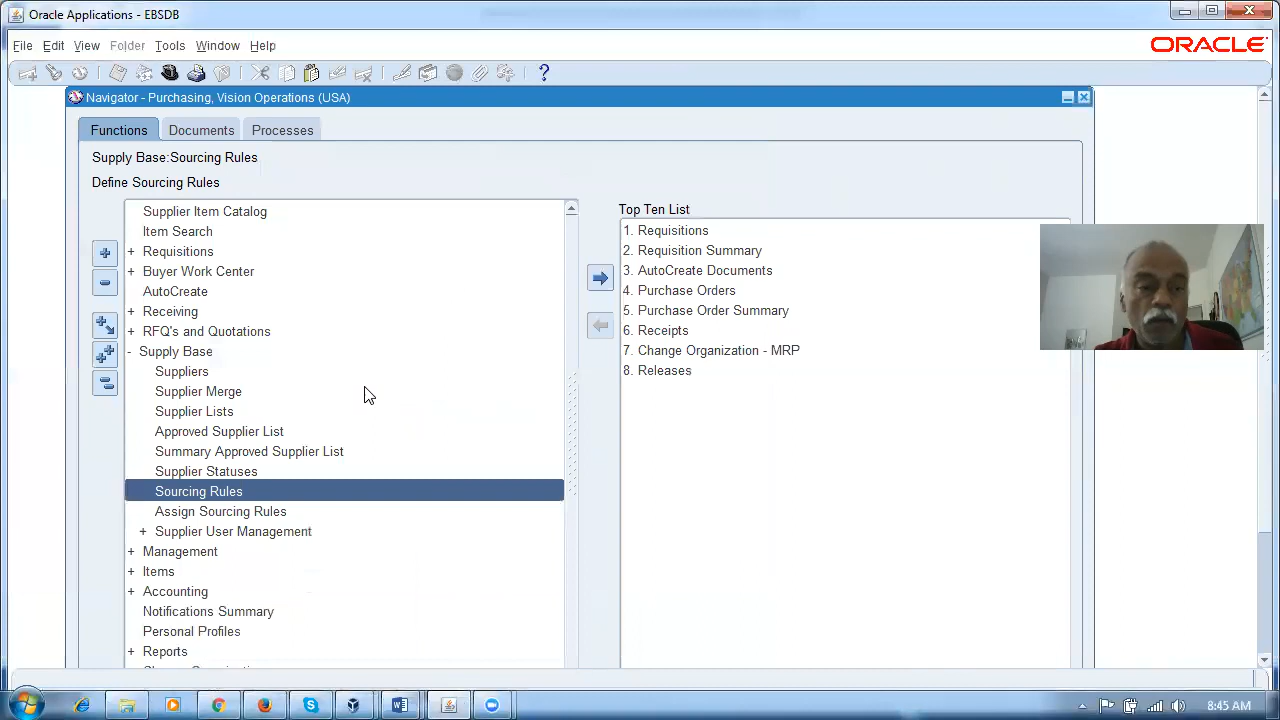 Oracle Applications - EBSDB
File Edit View Folder Tools Window Help
ORACLE
Navigator - Purchasing, Vision Operations (USA)
Functions Documents Processes
Supply Base:Sourcing Rules
Define Sourcing Rules
Supplier Item Catalog
Item Search
+ Requisitions
+ Buyer Work Center
AutoCreate
+ Receiving
+ RFQ's and Quotations
- Supply Base
Suppliers
Supplier Merge
Supplier Lists
Approved Supplier List
Summary Approved Supplier List
Supplier Statuses
Sourcing Rules
Assign Sourcing Rules
+ Supplier User Management
+ Management
+ Items
+ Accounting
Notifications Summary
Personal Profiles
+ Reports
Top Ten List
1. Requisitions
2. Requisition Summary
3. AutoCreate Documents
4. Purchase Orders
5. Purchase Order Summary
6. Receipts
7. Change Organization - MRP
8. Releases
8:45 AM